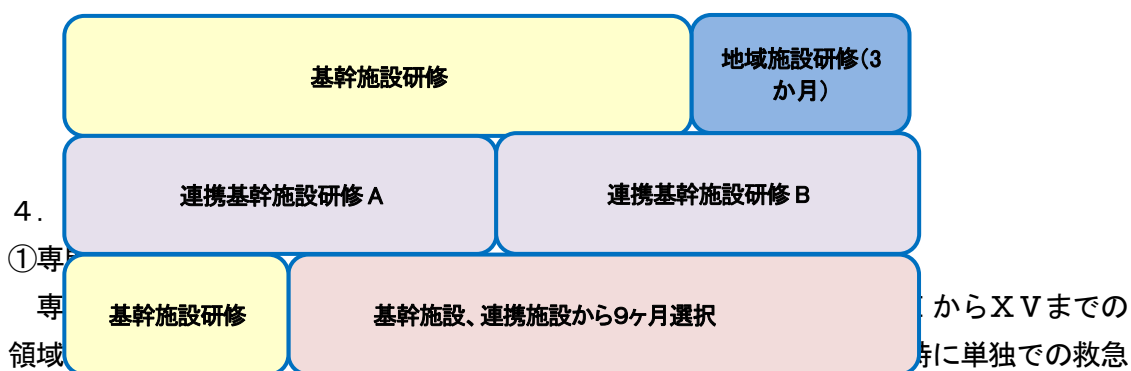 基幹施設研修
地域施設研修(3
か月)
連携基幹施設研修 A
連携基幹施設研修 B
4.
①専
基幹施設研修
基幹施設、連携施設から9ヶ月選択
専
からⅩⅤまでの
領域
に単独での救急